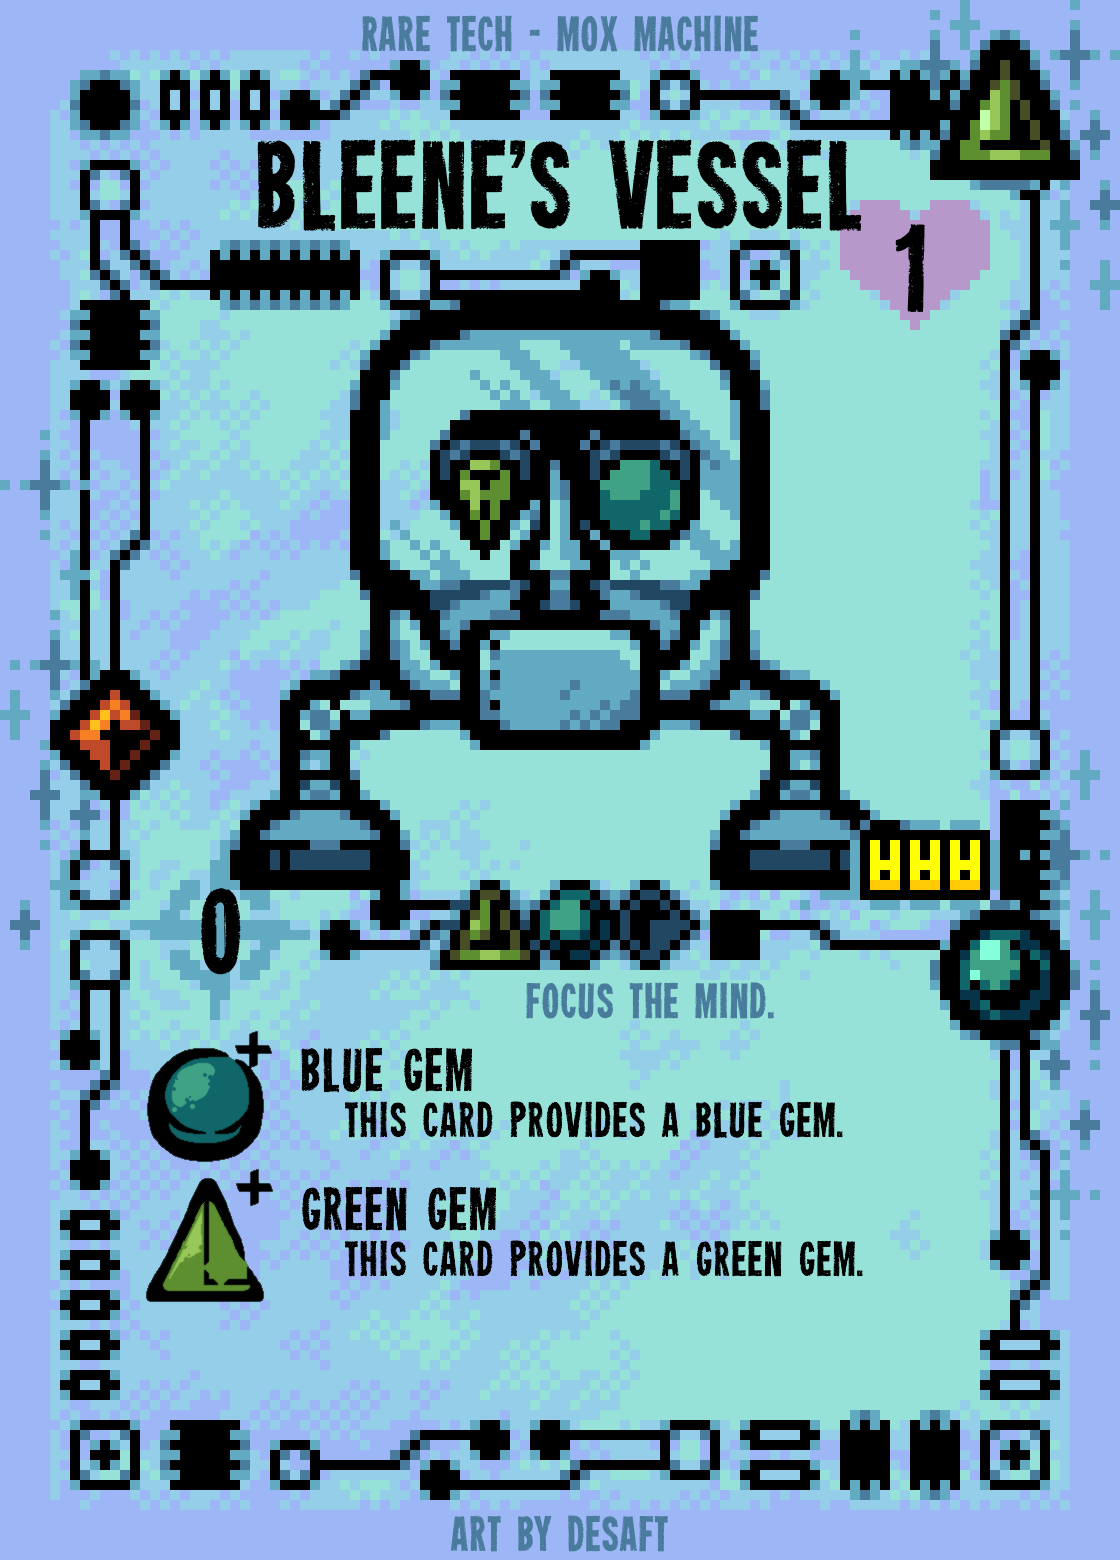 RARE TECH - MOX MACHINE
BLEENE'S VESSEL
1
0
FOCUS THE MIND.
BLUE GEM
THIS CARD PROVIDES A BLUE GEM.
GREEN GEM
THIS CARD PROVIDES A GREEN GEM.
ART BY DESAFT